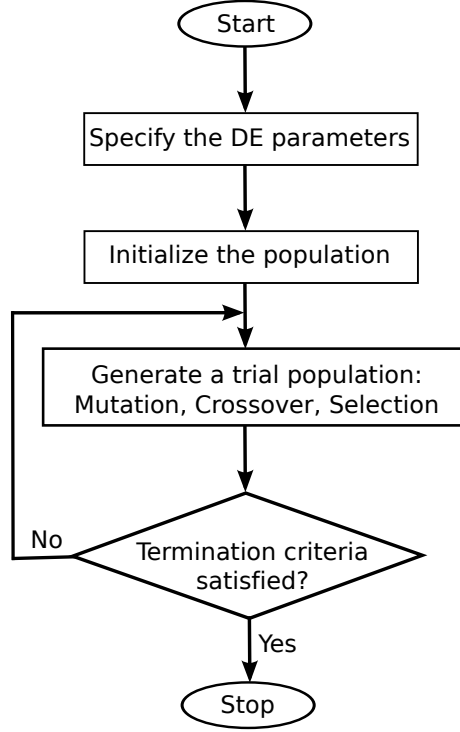 Start
Specify the DE parameters
Initialize the population
Generate a trial population:
Mutation, Crossover, Selection
No
Termination criteria
satisfied?
Yes
Stop